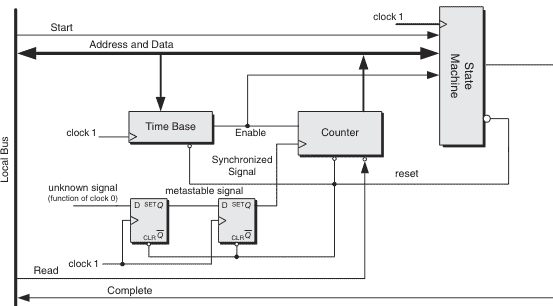 clock 1
Start
Address and Data
State
Machine
Time Base
clock 1
Enable
Counter
Local Bus
Synchronized
Signal
reset
unknown signal
(function of clock 0)
metastable signal
D SET Q
CLR Q
D SET Q
CLR Q
clock 1
Read
Complete